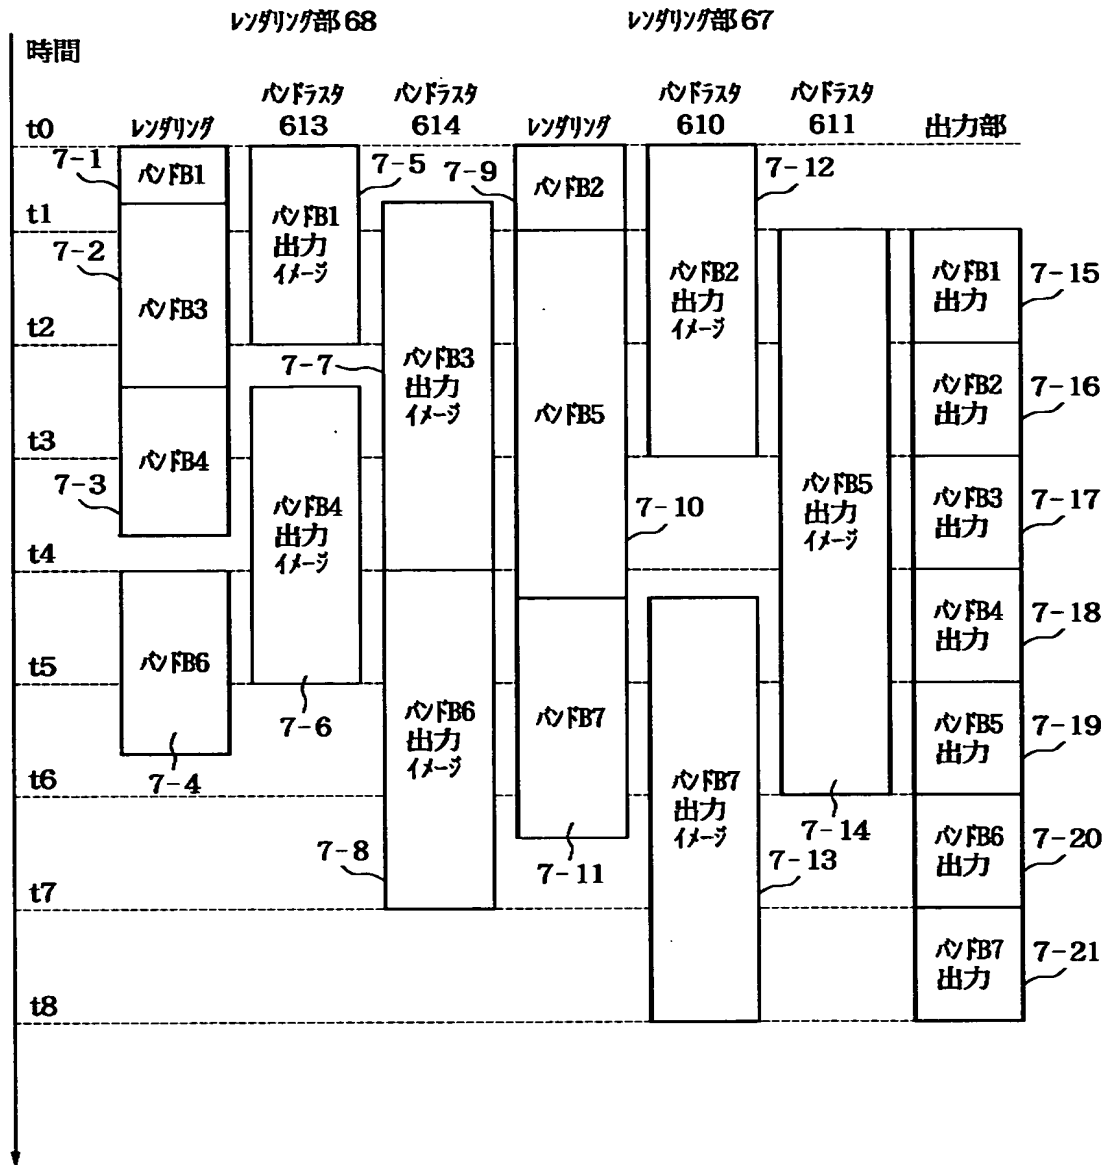 レンダリング部68
レンダリング部67
時間
バンドラスタ
613
バンドラスタ
614
バンドラスタ
610
バンドラスタ
611
t0
レンダリング
レンダリング
出力部
7-1
バンドB1
7-5
7-9
バンドB2
7-12
t1
7-2
バンドB1
出力
イメージ
バンドB2
出力
イメージ
バンドB1
出力
7-15
バンドB3
t2
7-7
バンドB3
出力
イメージ
バンドB5
バンドB2
出力
7-16
t3
バンドB4
7-3
バンドB4
出力
イメージ
7-10
バンドB5
出力
イメージ
バンドB3
出力
7-17
t4
バンドB4
出力
7-18
t5
バンドB6
7-6
バンドB6
出力
イメージ
バンドB7
バンドB5
出力
7-19
t6
7-4
バンドB7
出力
イメージ
7-14
7-8
7-11
7-13
バンドB6
出力
7-20
t7
バンドB7
出力
7-21
t8